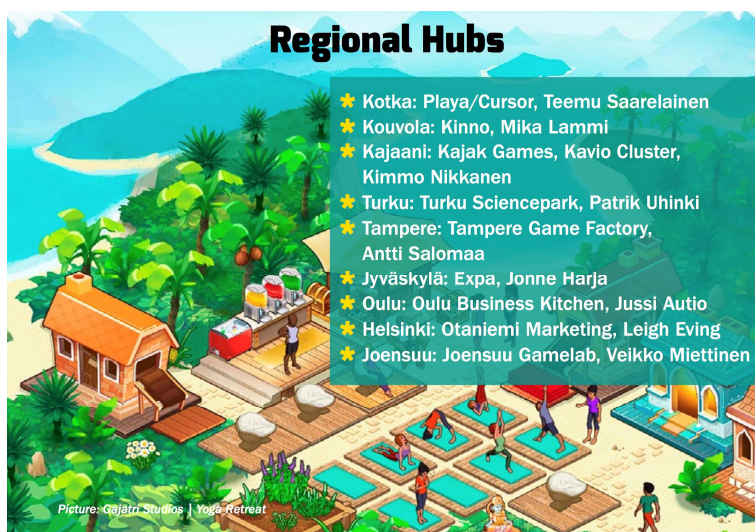 Regional Hubs
* Kotka: Playa/Cursor, Teemu Saarelainen
* Kouvola: Kinno, Mika Lammi
* Kajaani: Kajak Games, Kavio Cluster,
Kimmo Nikkanen
* Turku: Turku Sciencepark, Patrik Uhinki
* Tampere: Tampere Game Factory,
Antti Salomaa
* Jyväskylä: Expa, Jonne Harja
* Oulu: Oulu Business Kitchen, Jussi Autio
* Helsinki: Otaniemi Marketing, Leigh Eving
* Joensuu: Joensuu Gamelab, Veikko Miettinen
Picture: Gajatri Studios | Yoga Retreat